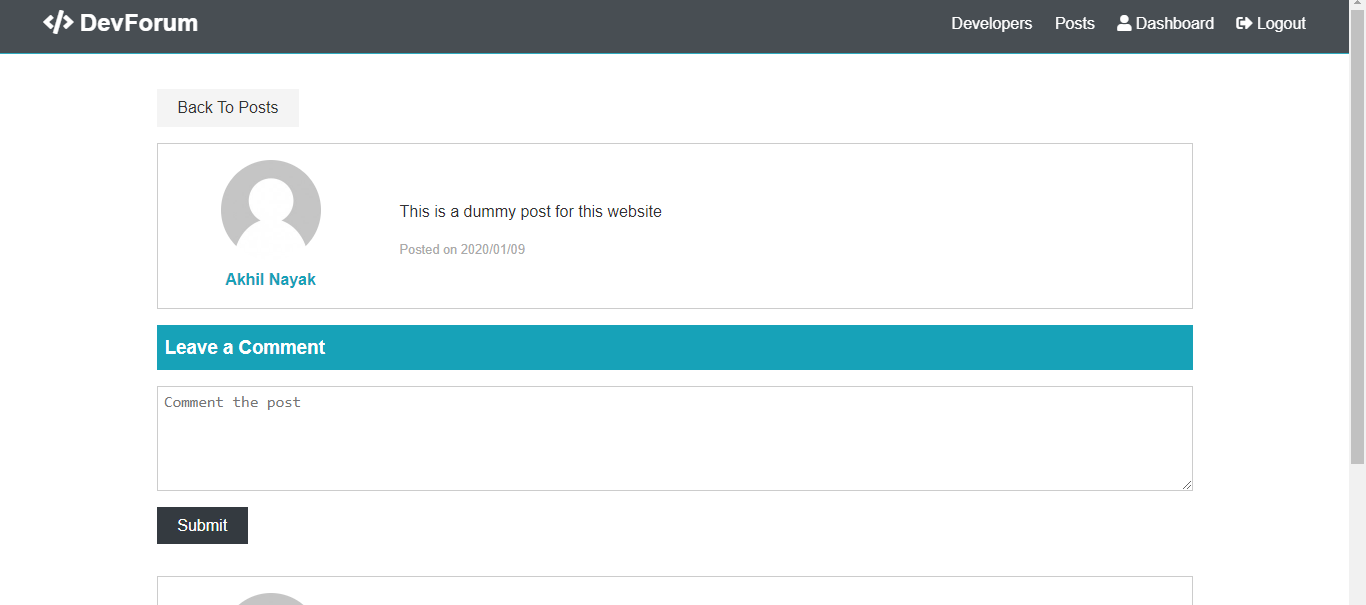 </> DevForum
Developers Posts Dashboard Logout
Back To Posts
This is a dummy post for this website
Posted on 2020/01/09
Akhil Nayak
Leave a Comment
Comment the post
Submit